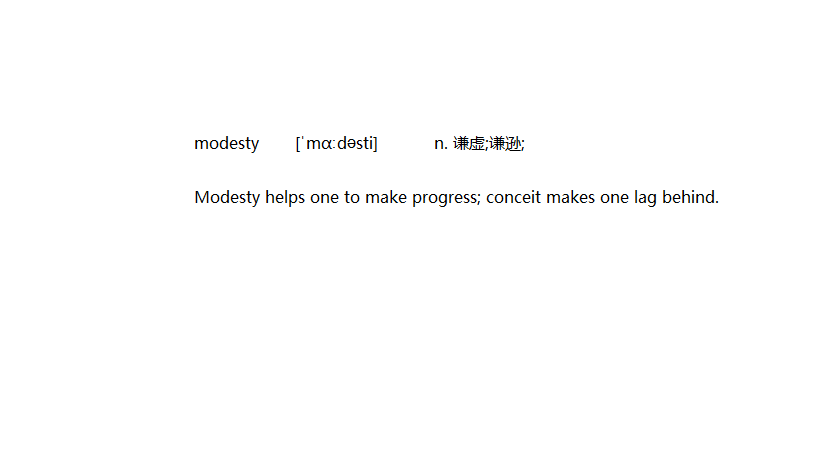 modesty [ˈmɑːdəsti] n. 谦虚;谦逊;
Modesty helps one to make progress; conceit makes one lag behind.